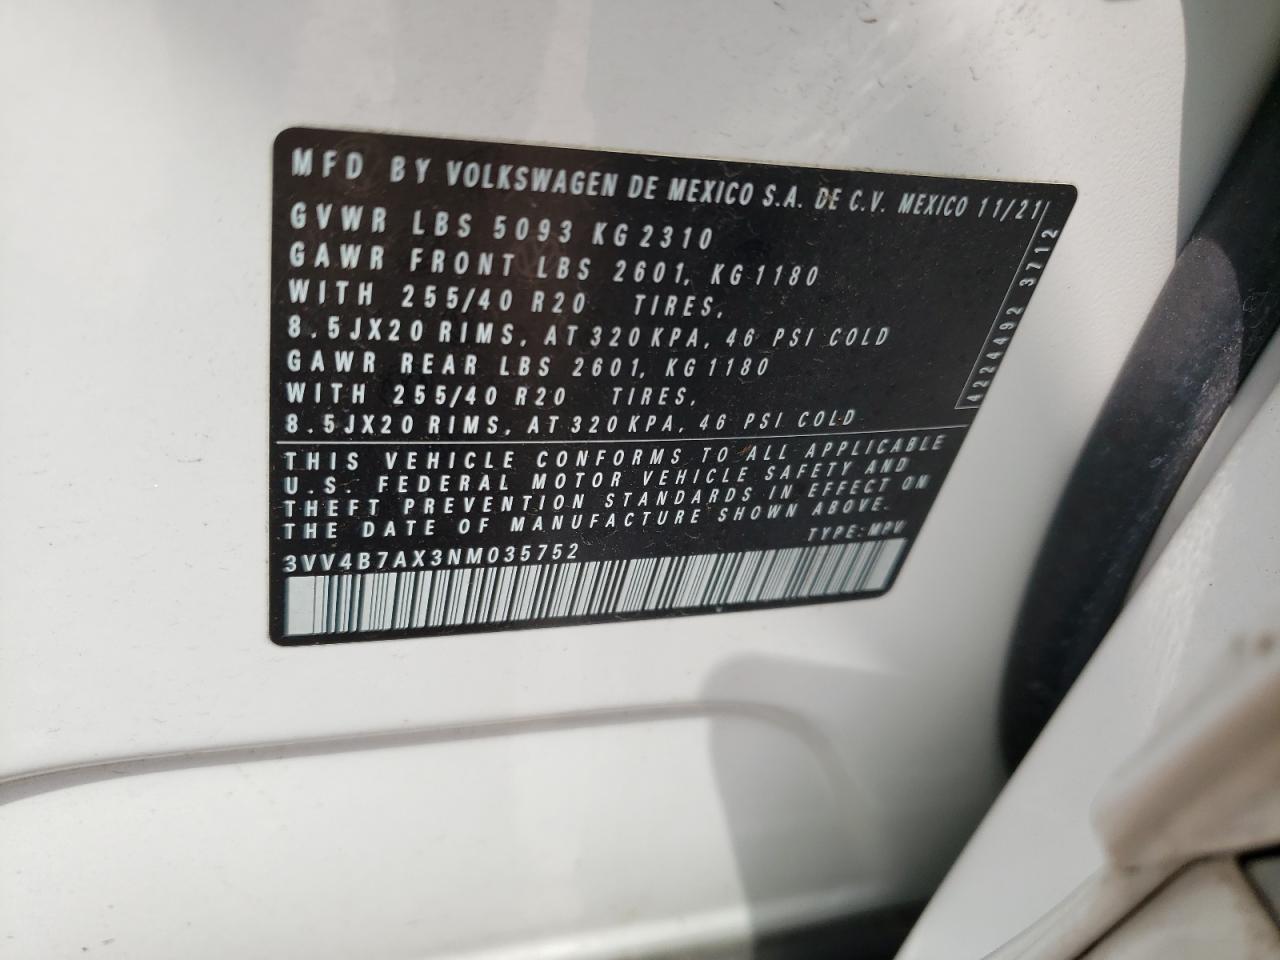 MFD BY VOLKSWAGEN DE MEXICO S.A. DE C.V. MEXICO 11/21
GVWR LBS 5093 KG 2310
GAWR FRONT LBS 2601, KG 1180
WITH 255/40 R20 TIRES,
8.5JX20 RIMS, AT 320 KPA, 46 PSI COLD
GAWR REAR LBS 2601, KG 1180
WITH 255/40 R20 TIRES,
8.5JX20 RIMS, AT 320 KPA, 46 PSI COLD
4224492 3712
THIS VEHICLE CONFORMS TO ALL APPLICABLE
U.S. FEDERAL MOTOR VEHICLE SAFETY AND
THEFT PREVENTION STANDARDS IN EFFECT ON
THE DATE OF MANUFACTURE SHOWN ABOVE.
TYPE: MPV
3VV4B7AX3NM035752